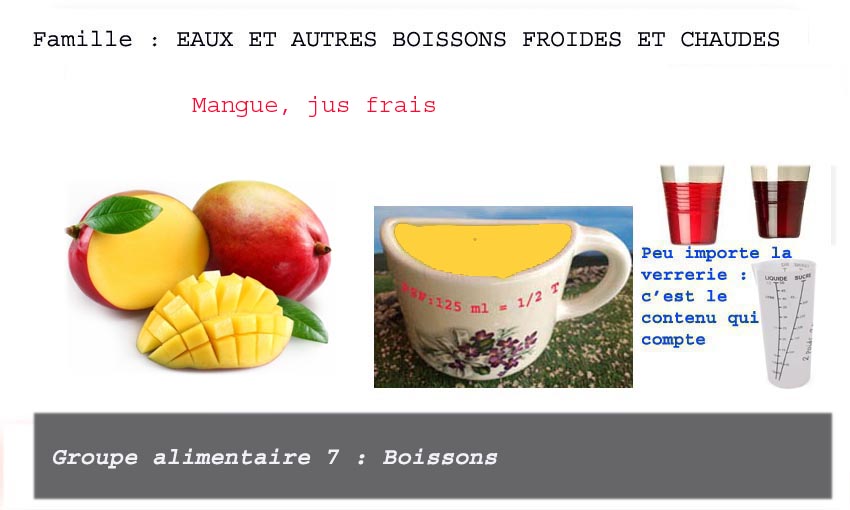 Famille : EAUX ET AUTRES BOISSONS FROIDES ET CHAUDES
Mangue, jus frais
125 ml = 1/2 T
Peu importe la
verrerie :
c’est le
contenu qui
compte
LIQUIDE SUCRE
Groupe alimentaire 7 : Boissons